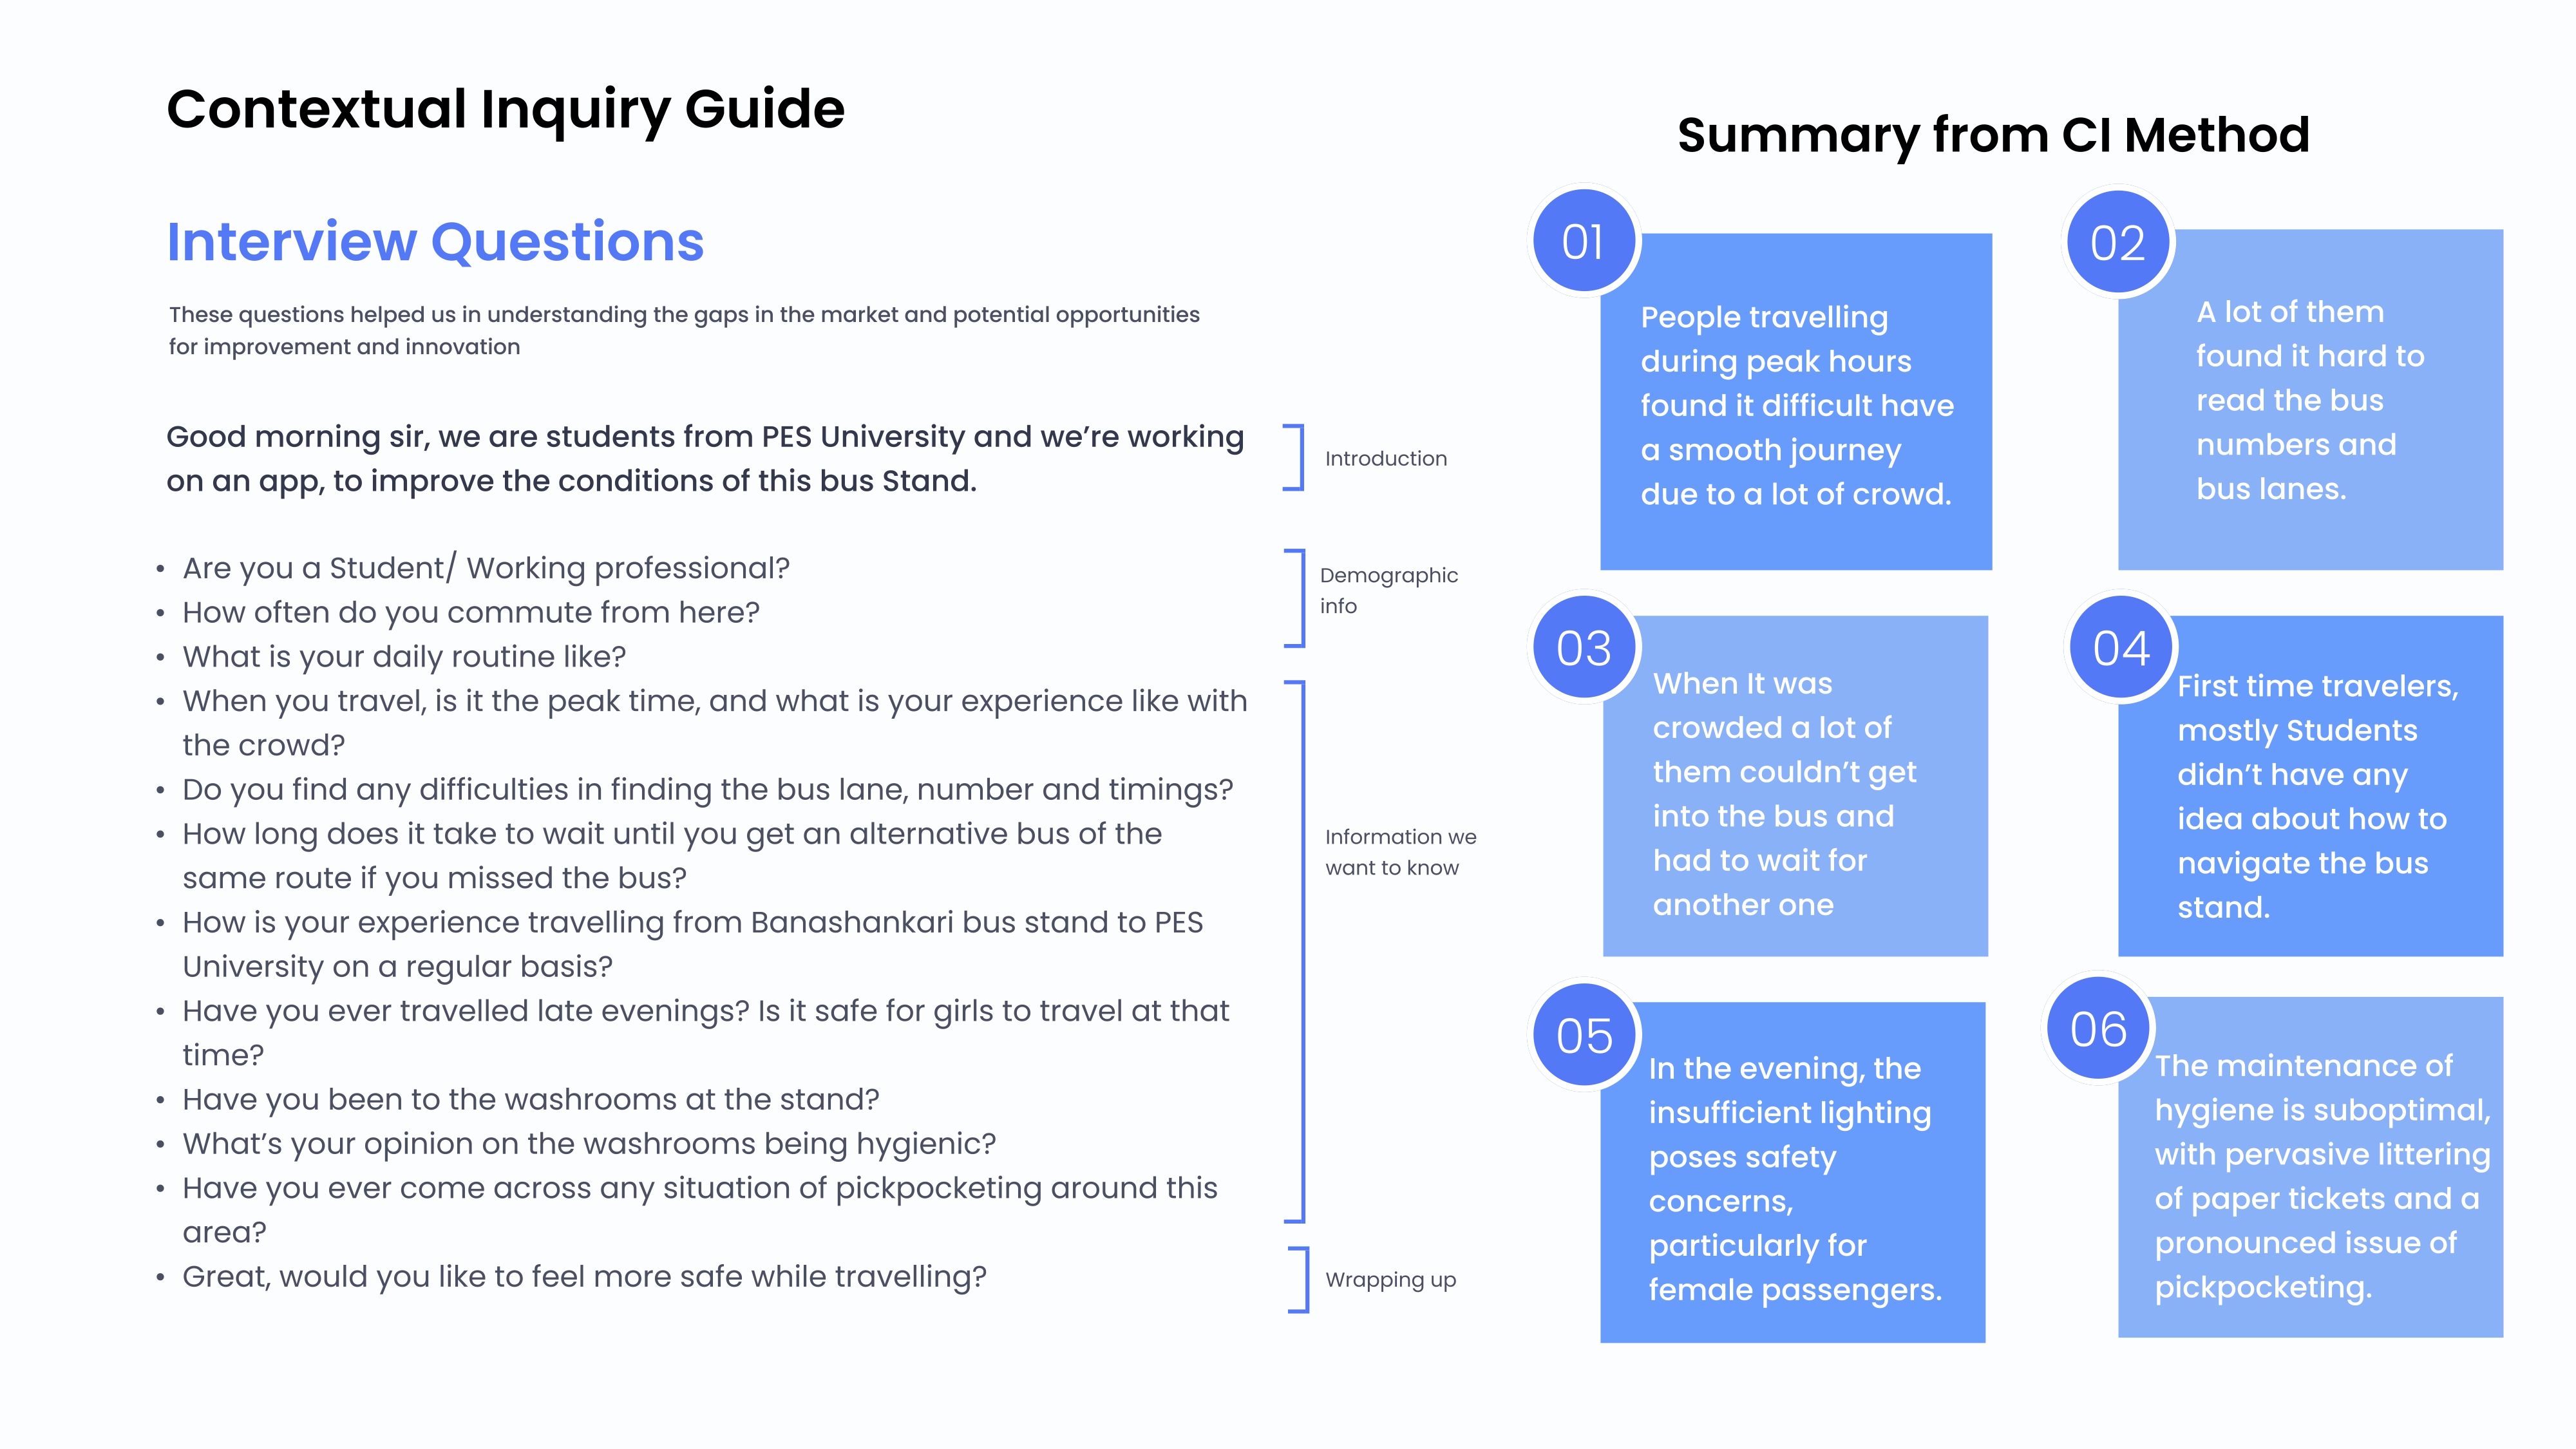 Contextual Inquiry Guide
Interview Questions
These questions helped us in understanding the gaps in the market and potential opportunities
for improvement and innovation
Good morning sir, we are students from PES University and we’re working
on an app, to improve the conditions of this bus Stand.
Introduction
• Are you a Student/ Working professional?
• How often do you commute from here?
• What is your daily routine like?
Demographic
info
• When you travel, is it the peak time, and what is your experience like with
the crowd?
• Do you find any difficulties in finding the bus lane, number and timings?
• How long does it take to wait until you get an alternative bus of the
same route if you missed the bus?
• How is your experience travelling from Banashankari bus stand to PES
University on a regular basis?
• Have you ever travelled late evenings? Is it safe for girls to travel at that
time?
• Have you been to the washrooms at the stand?
• What’s your opinion on the washrooms being hygienic?
• Have you ever come across any situation of pickpocketing around this
area?
Information we
want to know
• Great, would you like to feel more safe while travelling?
Wrapping up
Summary from CI Method
01
People travelling
during peak hours
found it difficult have
a smooth journey
due to a lot of crowd.
02
A lot of them
found it hard to
read the bus
numbers and
bus lanes.
03
When It was
crowded a lot of
them couldn’t get
into the bus and
had to wait for
another one
04
First time travelers,
mostly Students
didn’t have any
idea about how to
navigate the bus
stand.
05
In the evening, the
insufficient lighting
poses safety
concerns,
particularly for
female passengers.
06
The maintenance of
hygiene is suboptimal,
with pervasive littering
of paper tickets and a
pronounced issue of
pickpocketing.